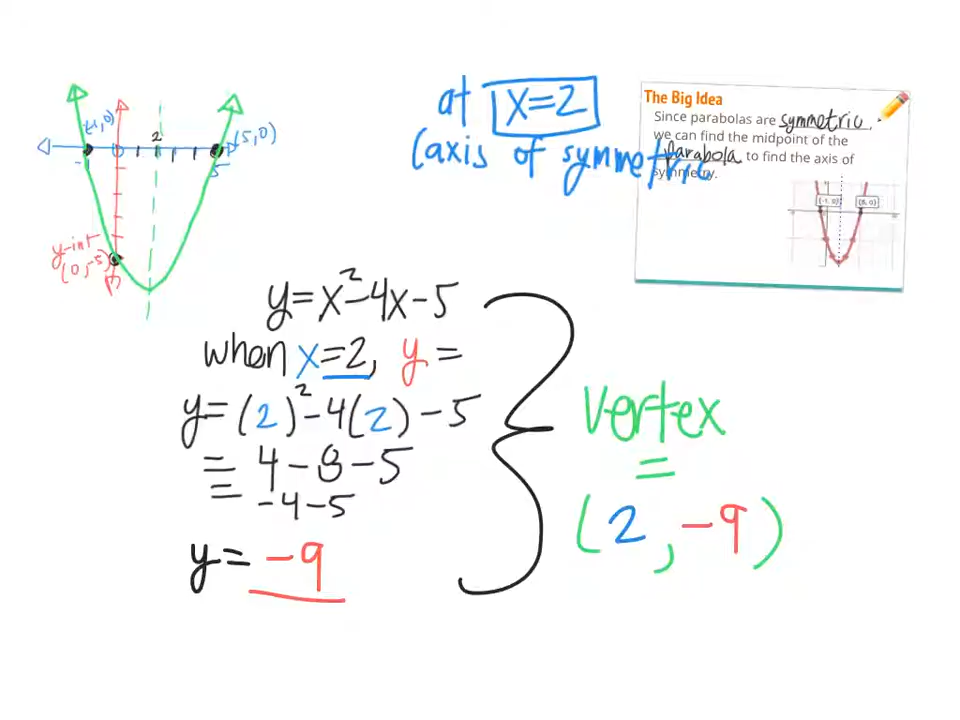 (-1,0)
2
(5,0)
5
y-int
(0,-5)
at x=2
(axis of symmetric
The Big Idea
Since parabolas are symmetric,
we can find the midpoint of the
parabola to find the axis of
symmetry.
(-1, 0)
(5, 0)
y=x²-4x-5
when x=2, y=
y=(2)²-4(2)-5
=4-8-5
=-4-5
y=-9
vertex
=
(2,-9)